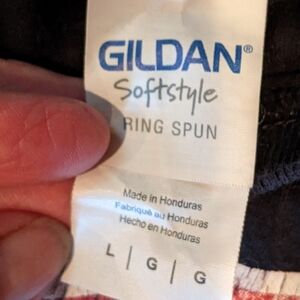 GILDAN®
Softstyle
RING SPUN
Made in Honduras
Fabriqué au Honduras
Hecho en Honduras
L | G | G